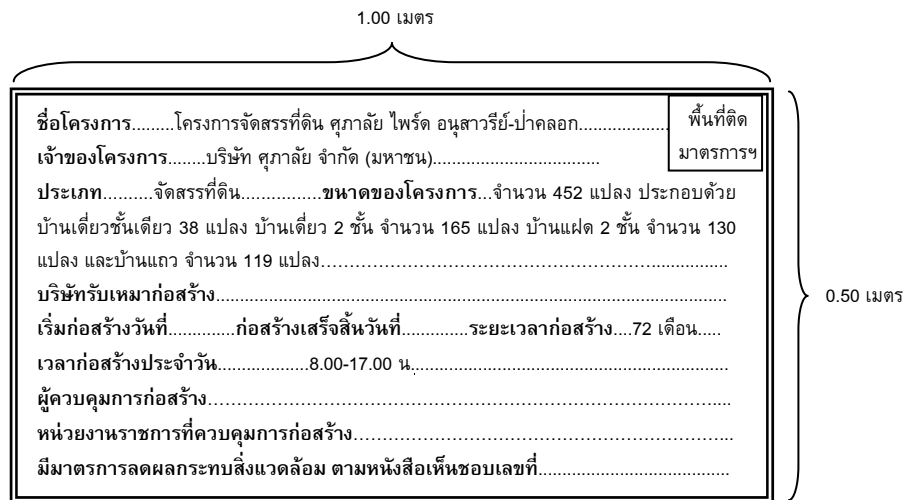 1.00 เมตร
ชื่อโครงการ.........โครงการจัดสรรที่ดิน ศุภาลัย ไพร์ด อนุสาวรีย์-ป่าคลอก...................
พื้นที่ติด
มาตรการฯ
เจ้าของโครงการ........บริษัท ศุภาลัย จำกัด (มหาชน)...................................
ประเภท..........จัดสรรที่ดิน.................ขนาดของโครงการ...จำนวน 452 แปลง ประกอบด้วย
บ้านเดี่ยวชั้นเดียว 38 แปลง บ้านเดี่ยว 2 ชั้น จำนวน 165 แปลง บ้านแฝด 2 ชั้น จำนวน 130
แปลง และบ้านแถว จำนวน 119 แปลง..................................................................
บริษัทรับเหมาก่อสร้าง...........................................................................................................
เริ่มก่อสร้างวันที่..............ก่อสร้างเสร็จสิ้นวันที่..............ระยะเวลาก่อสร้าง....72 เดือน.....
เวลาก่อสร้างประจำวัน...................8.00-17.00 น..................................................................
ผู้ควบคุมการก่อสร้าง...........................................................................................
หน่วยงานราชการที่ควบคุมการก่อสร้าง.................................................................
มีมาตรการลดผลกระทบสิ่งแวดล้อม ตามหนังสือเห็นชอบเลขที่........................................
0.50 เมตร